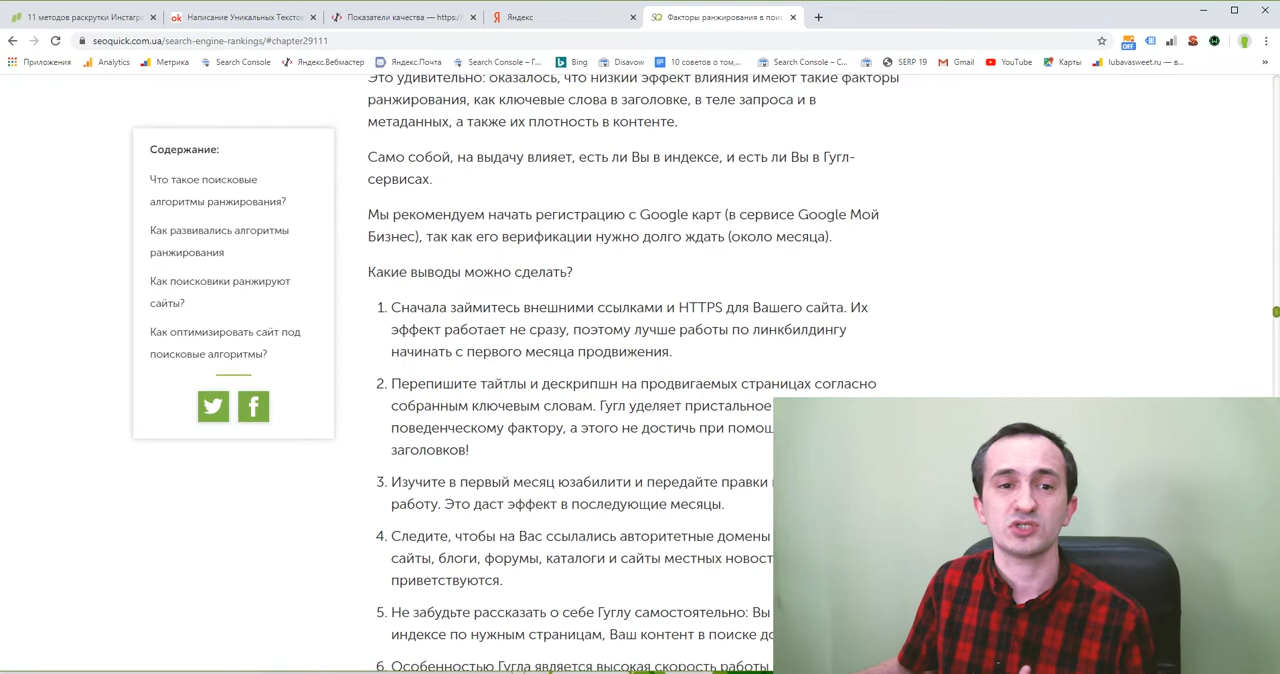 11 методов раскрутки Инстагр
Написание Уникальных Текстов
Показатели качества — https://
Яндекс
Факторы ранжирования в поис
seoquick.com.ua/search-engine-rankings/#chapter29111
OFF
Приложения
Analytics
Метрика
Search Console
Яндекс.Вебмастер
Яндекс.Почта
Search Console – Г...
Bing
Disavow
10 советов о том,...
Search Console – С...
SERP 19
Gmail
YouTube
Карты
lubavasweet.ru — в...
Это удивительно: оказалось, что низкий эффект влияния имеют такие факторы
ранжирования, как ключевые слова в заголовке, в теле запроса и в
метаданных, а также их плотность в контенте.
Само собой, на выдачу влияет, есть ли Вы в индексе, и есть ли Вы в Гугл-
сервисах.
Мы рекомендуем начать регистрацию с Google карт (в сервисе Google Мой
Бизнес), так как его верификации нужно долго ждать (около месяца).
Какие выводы можно сделать?
1. Сначала займитесь внешними ссылками и HTTPS для Вашего сайта. Их
эффект работает не сразу, поэтому лучше работы по линкбилдингу
начинать с первого месяца продвижения.
2. Перепишите тайтлы и дескрипшн на продвигаемых страницах согласно
собранным ключевым словам. Гугл уделяет пристальное
поведенческому фактору, а этого не достичь при помощ
заголовков!
3. Изучите в первый месяц юзабилити и передайте правки
работу. Это даст эффект в последующие месяцы.
4. Следите, чтобы на Вас ссылались авторитетные домены
сайты, блоги, форумы, каталоги и сайты местных новост
приветствуются.
5. Не забудьте рассказать о себе Гуглу самостоятельно: Вы
индексе по нужным страницам, Ваш контент в поиске до
6. Особенностью Гугла является высокая скорость работы
Содержание:
Что такое поисковые
алгоритмы ранжирования?
Как развивались алгоритмы
ранжирования
Как поисковики ранжируют
сайты?
Как оптимизировать сайт под
поисковые алгоритмы?